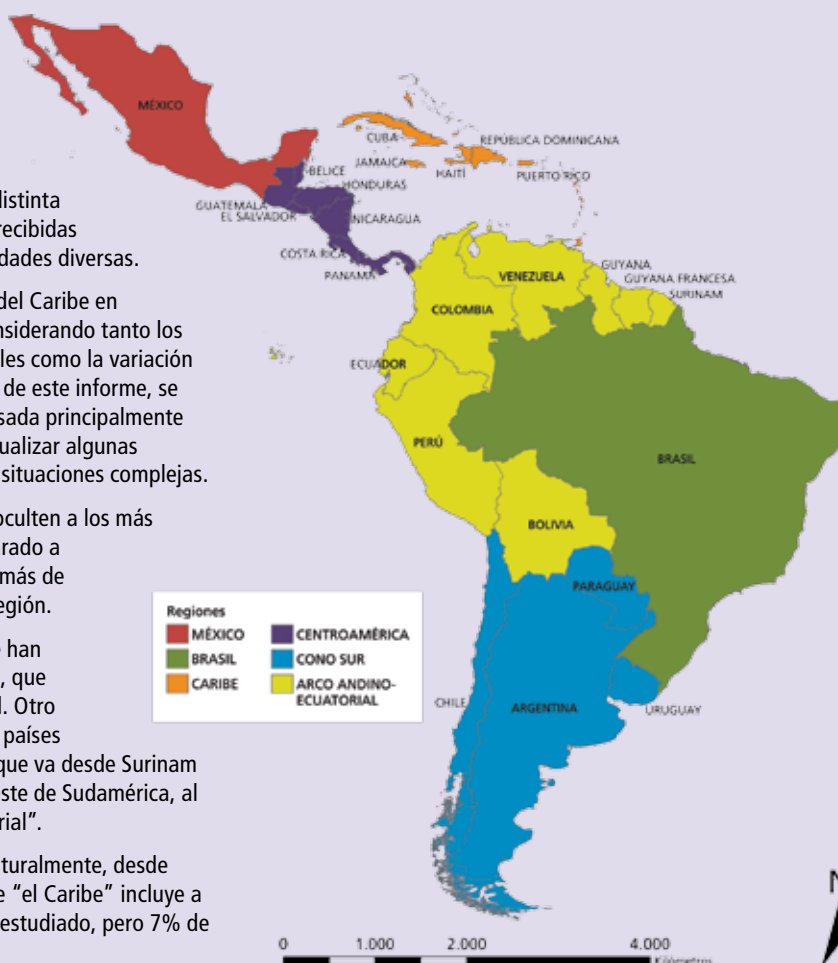 distinta
recibidas
dades diversas.
del Caribe en
nsiderando tanto los
les como la variación
de este informe, se
sada principalmente
ualizar algunas
situaciones complejas.
oculten a los más
rado a
más de
egión.
han
, que
. Otro
países
que va desde Surinam
ste de Sudamérica, al
rial”.
turalmente, desde
e “el Caribe” incluye a
estudiado, pero 7% de
MÉXICO
CUBA
REPÚBLICA DOMINICANA
JAMAICA
HAITÍ
PUERTO RICO
BELICE
HONDURAS
GUATEMALA
EL SALVADOR
NICARAGUA
COSTA RICA
PANAMÁ
VENEZUELA
GUYANA
GUYANA FRANCESA
SURINAM
COLOMBIA
ECUADOR
PERÚ
BRASIL
BOLIVIA
PARAGUAY
CHILE
ARGENTINA
URUGUAY
Regiones
MÉXICO
BRASIL
CARIBE
CENTROAMÉRICA
CONO SUR
ARCO ANDINO-
ECUATORIAL
N
0 1.000 2.000 4.000
Kilómetros